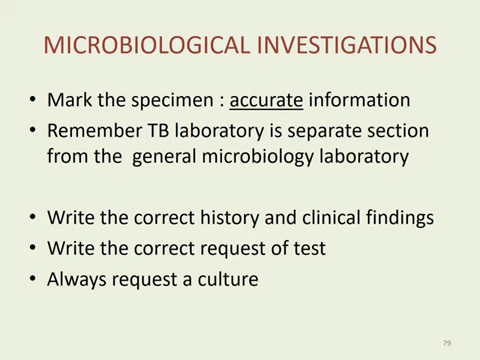 MICROBIOLOGICAL INVESTIGATIONS
• Mark the specimen : accurate information
• Remember TB laboratory is separate section
from the general microbiology laboratory
• Write the correct history and clinical findings
• Write the correct request of test
• Always request a culture
79